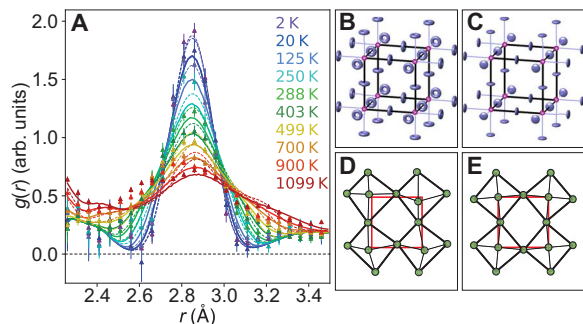 A
2 K
20 K
125 K
250 K
288 K
403 K
499 K
700 K
900 K
1099 K
g(r) (arb. units)
2.0
1.5
1.0
0.5
0.0
2.4 2.6 2.8 3.0 3.2 3.4
r (Å)
B
C
D
E